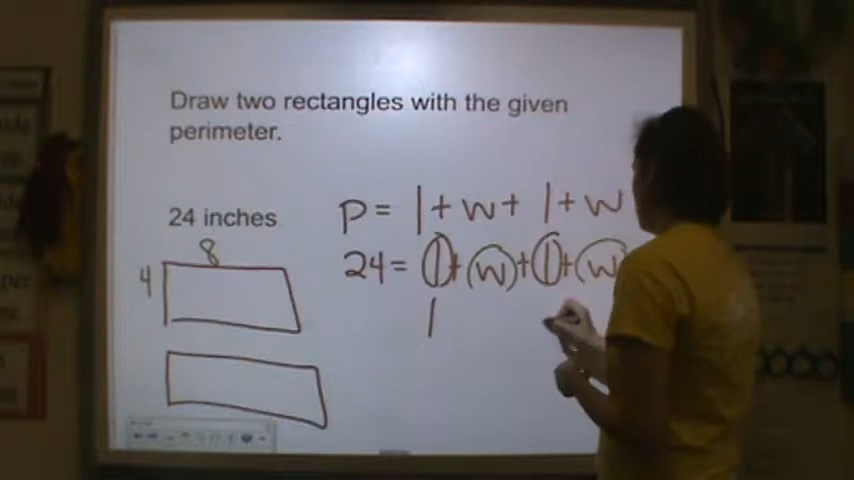 Draw two rectangles with the given
perimeter.
24 inches
P = l + w + l + w
24 = (l) + (w) + (l) + (w
8
4
l